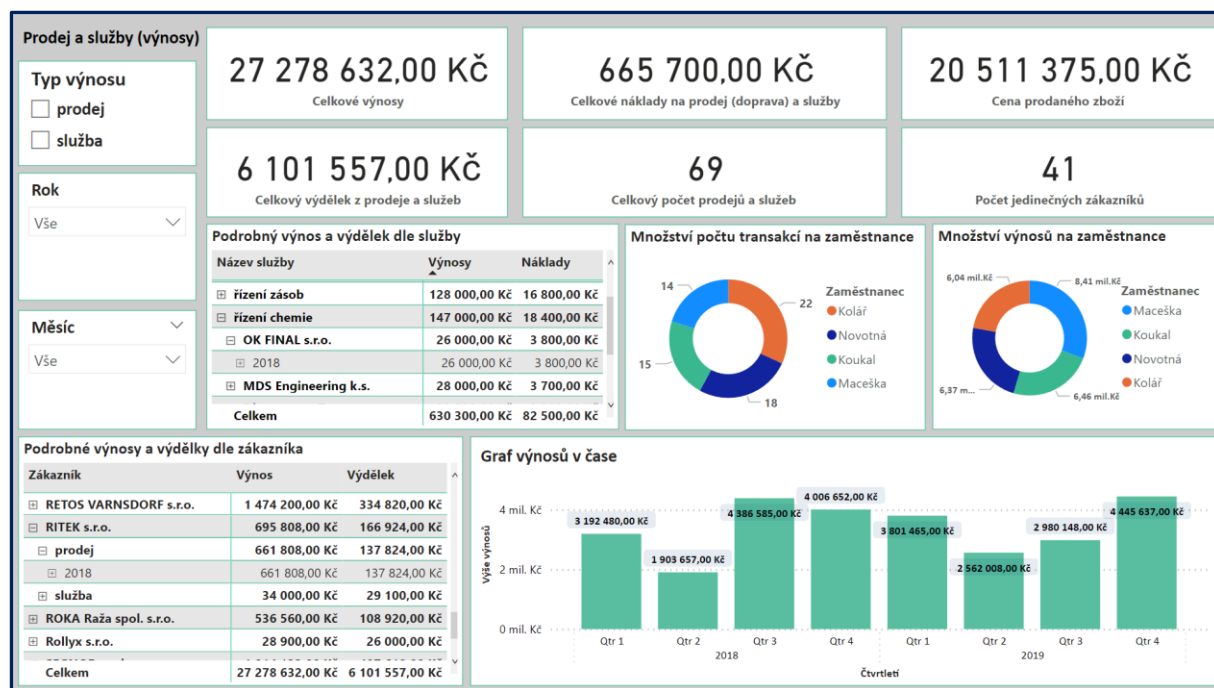 Prodej a služby (výnosy)
Typ výnosu
prodej
služba
Rok
Vše
Měsíc
Vše
27 278 632,00 Kč
Celkové výnosy
665 700,00 Kč
Celkové náklady na prodej (doprava) a služby
20 511 375,00 Kč
Cena prodaného zboží
6 101 557,00 Kč
Celkový výdělek z prodeje a služeb
69
Celkový počet prodejů a služeb
41
Počet jedinečných zákazníků
Podrobný výnos a výdělek dle služby
Název služby Výnosy Náklady
řízení zásob 128 000,00 Kč 16 800,00 Kč
řízení chemie 147 000,00 Kč 18 400,00 Kč
OK FINAL s.r.o. 26 000,00 Kč 3 800,00 Kč
2018 26 000,00 Kč 3 800,00 Kč
MDS Engineering k.s. 28 000,00 Kč 3 700,00 Kč
Celkem 630 300,00 Kč 82 500,00 Kč
Množství počtu transakcí na zaměstnance
14
22
15
18
Zaměstnanec
Kolář
Novotná
Koukal
Maceška
Množství výnosů na zaměstnance
6,04 mil.Kč
8,41 mil.Kč
6,37 m...
6,46 mil.Kč
Zaměstnanec
Maceška
Koukal
Novotná
Kolář
Podrobné výnosy a výdělky dle zákazníka
Zákazník Výnos Výdělek
RETOS VARNSDORF s.r.o. 1 474 200,00 Kč 334 820,00 Kč
RITEK s.r.o. 695 808,00 Kč 166 924,00 Kč
prodej 661 808,00 Kč 137 824,00 Kč
2018 661 808,00 Kč 137 824,00 Kč
služba 34 000,00 Kč 29 100,00 Kč
ROKA Raža spol. s.r.o. 536 560,00 Kč 108 920,00 Kč
Rollyx s.r.o. 28 900,00 Kč 26 000,00 Kč
Celkem 27 278 632,00 Kč 6 101 557,00 Kč
Graf výnosů v čase
Výše výnosů
4 mil. Kč
2 mil. Kč
0 mil. Kč
3 192 480,00 Kč
1 903 657,00 Kč
4 386 585,00 Kč
4 006 652,00 Kč
3 801 465,00 Kč
2 562 008,00 Kč
2 980 148,00 Kč
4 445 637,00 Kč
Qtr 1 Qtr 2 Qtr 3 Qtr 4 Qtr 1 Qtr 2 Qtr 3 Qtr 4
2018 2019
Čtvrtletí